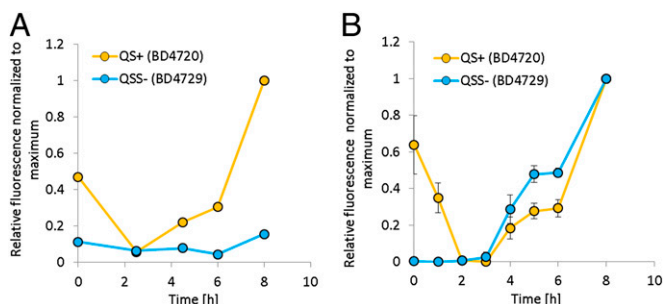 A
Relative fluorescence normalized to
maximum
1.2
1
0.8
0.6
0.4
0.2
0
QS+ (BD4720)
QSS- (BD4729)
0 2 4 6 8 10
Time [h]
B
Relative fluorescence normalized to
maximum
1.2
1
0.8
0.6
0.4
0.2
0
QS+ (BD4720)
QSS- (BD4729)
0 2 4 6 8 10
Time [h]